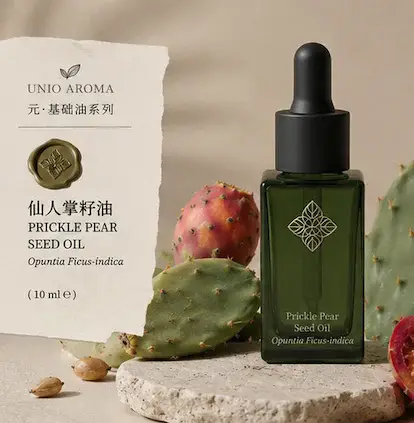 UNIO AROMA
元·基础油系列
仙人掌籽油
PRICKLE PEAR
SEED OIL
Opuntia Ficus-indica
(10 ml ℮)
Prickle Pear
Seed Oil
Opuntia Ficus-indica